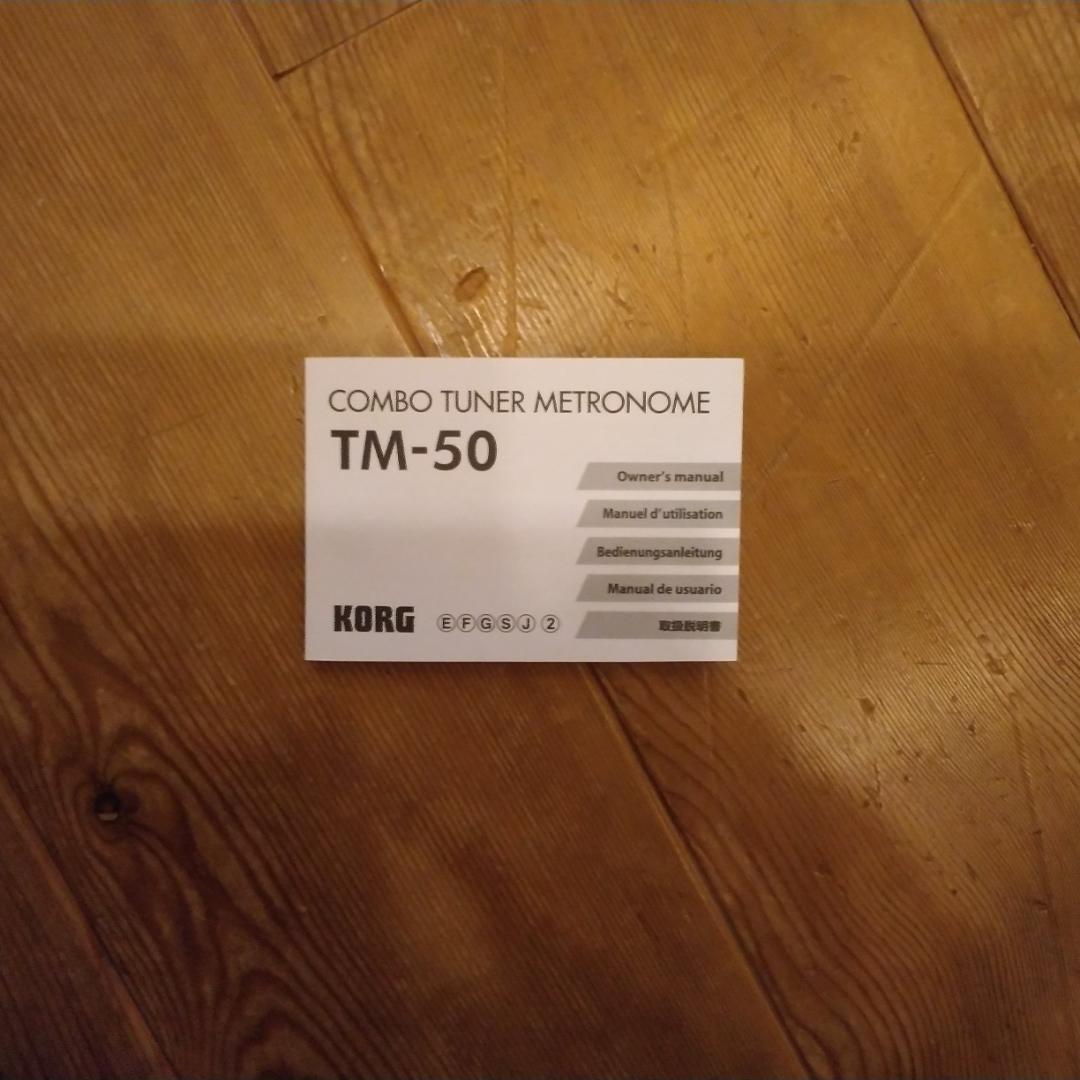 COMBO TUNER METRONOME
TM-50
Owner's manual
Manuel d'utilisation
Bedienungsanleitung
Manual de usuario
取扱説明書
KORG Ⓔ Ⓕ Ⓖ Ⓢ Ⓙ ②